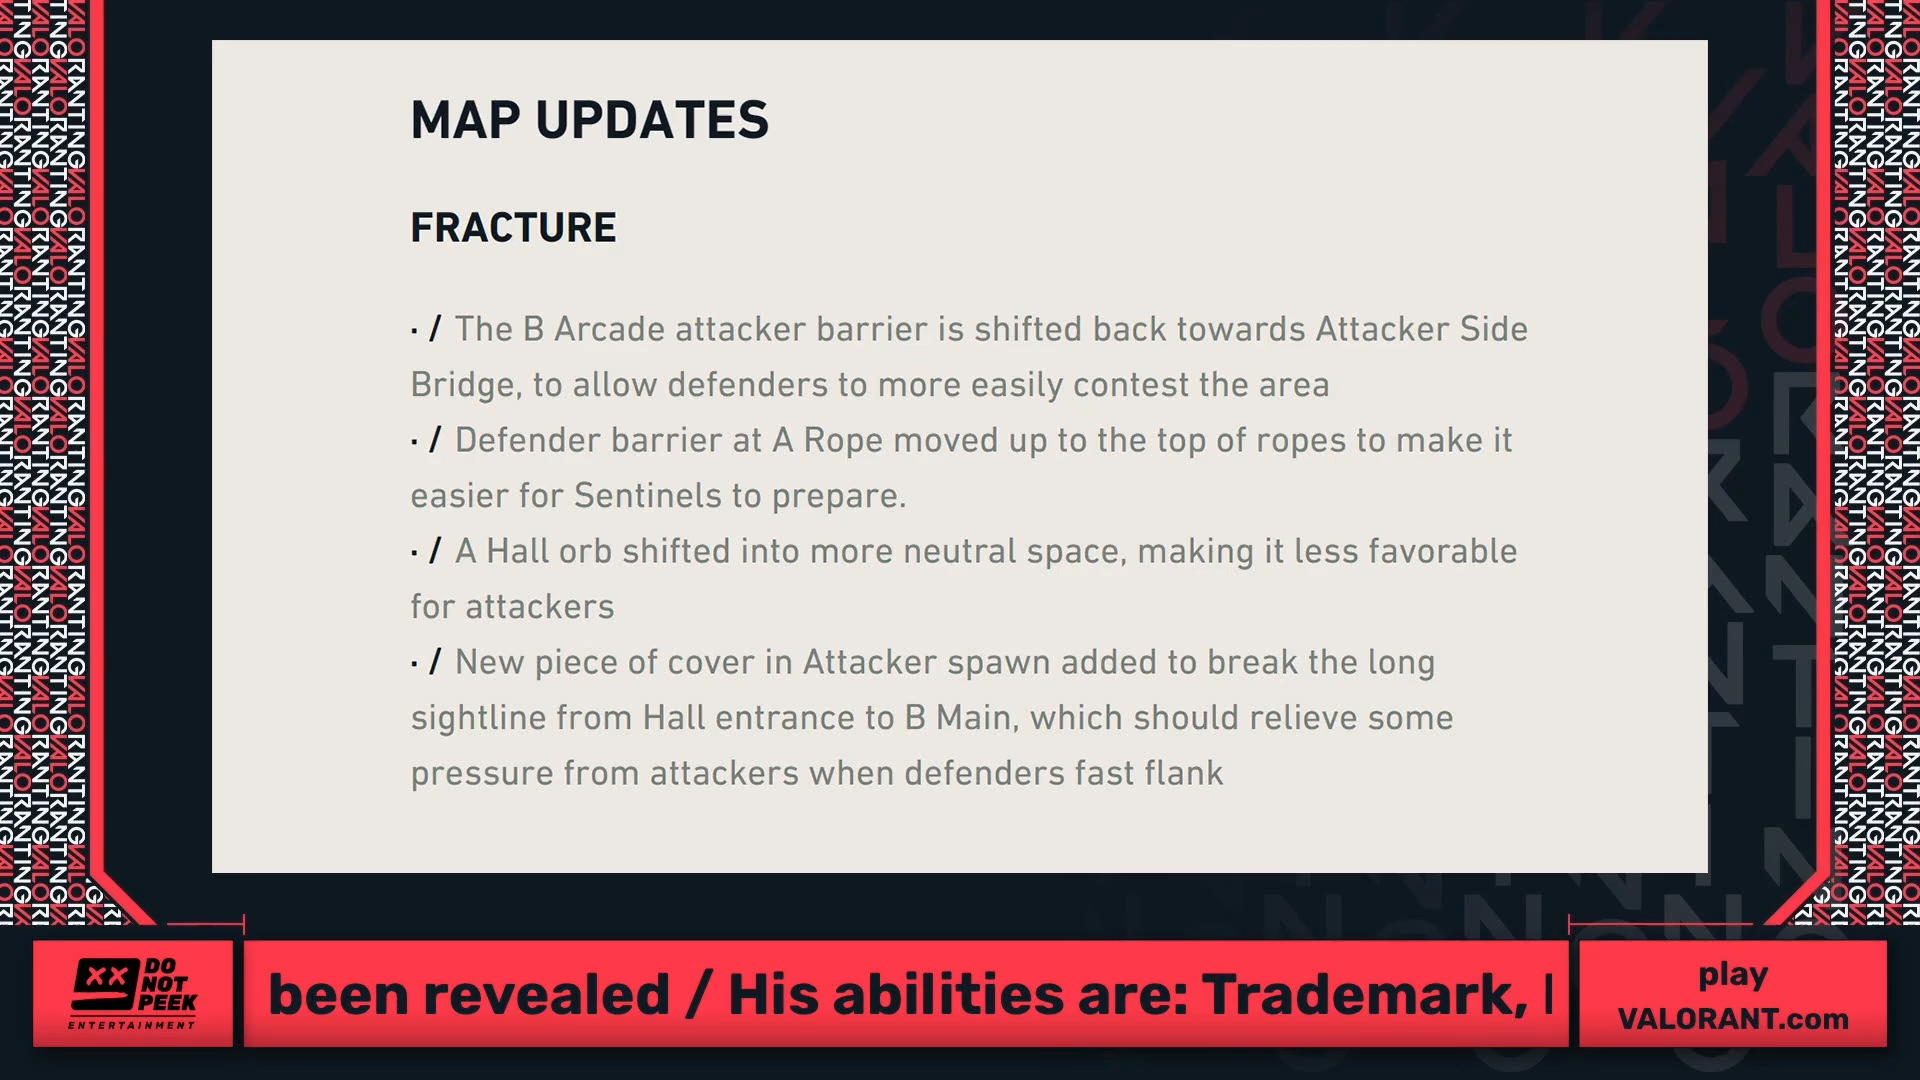 MAP UPDATES
FRACTURE
· / The B Arcade attacker barrier is shifted back towards Attacker Side
Bridge, to allow defenders to more easily contest the area
· / Defender barrier at A Rope moved up to the top of ropes to make it
easier for Sentinels to prepare.
· / A Hall orb shifted into more neutral space, making it less favorable
for attackers
· / New piece of cover in Attacker spawn added to break the long
sightline from Hall entrance to B Main, which should relieve some
pressure from attackers when defenders fast flank
XX DO
NOT
PEEK
ENTERTAINMENT
been revealed / His abilities are: Trademark,
play
VALORANT.com
VALORANTING